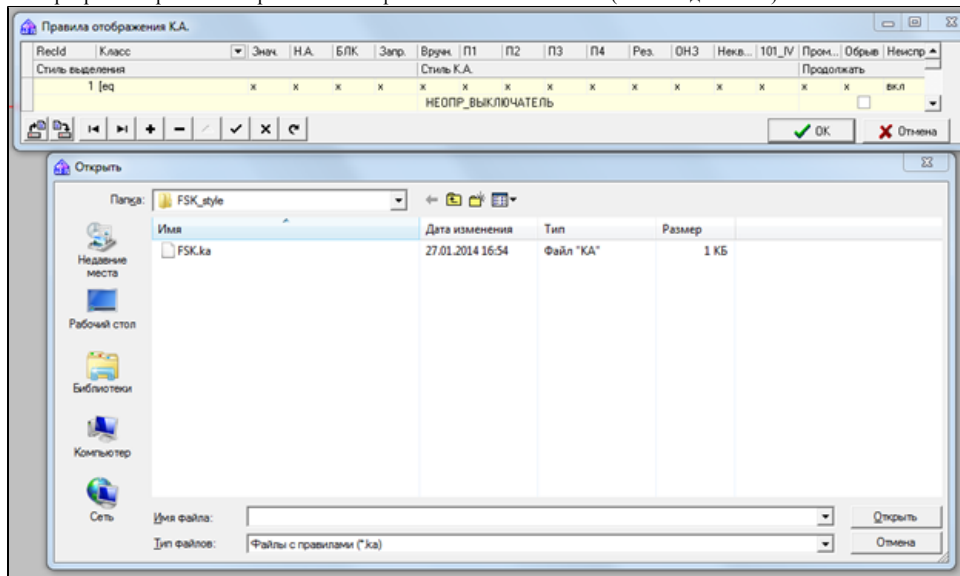 Правила отображения К.А.
RecId Класс Знач. Н.А. БЛК Запр. Вручн. П1 П2 П3 П4 Рез. ОНЗ Некв... 101_IV Пром... Обрыв Неиспр
Стиль выделения Стиль К.А. Продолжать
1 [eq x x x x x x x x x x x x x x x вкл
НЕОПР_ВЫКЛЮЧАТЕЛЬ
OK Отмена
Открыть
Папка: FSK_style
Имя Дата изменения Тип Размер
FSK.ka 27.01.2014 16:54 Файл "KA" 1 КБ
Недавние места
Рабочий стол
Библиотеки
Компьютер
Сеть
Имя файла: Открыть
Тип файлов: Файлы с правилами (*.ka) Отмена